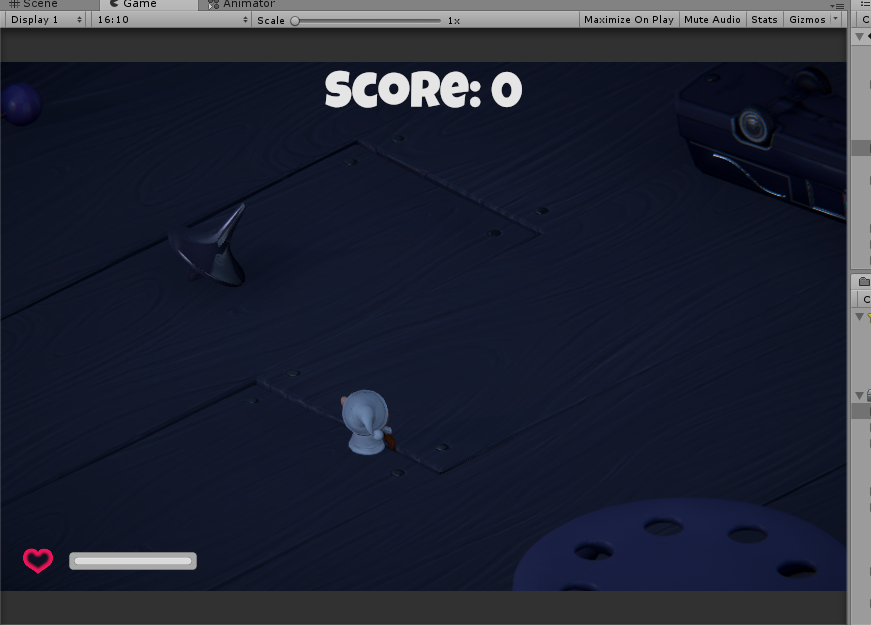 Scene Game Animator
Display 1 16:10 Scale 1x Maximize On Play Mute Audio Stats Gizmos
SCORE: 0